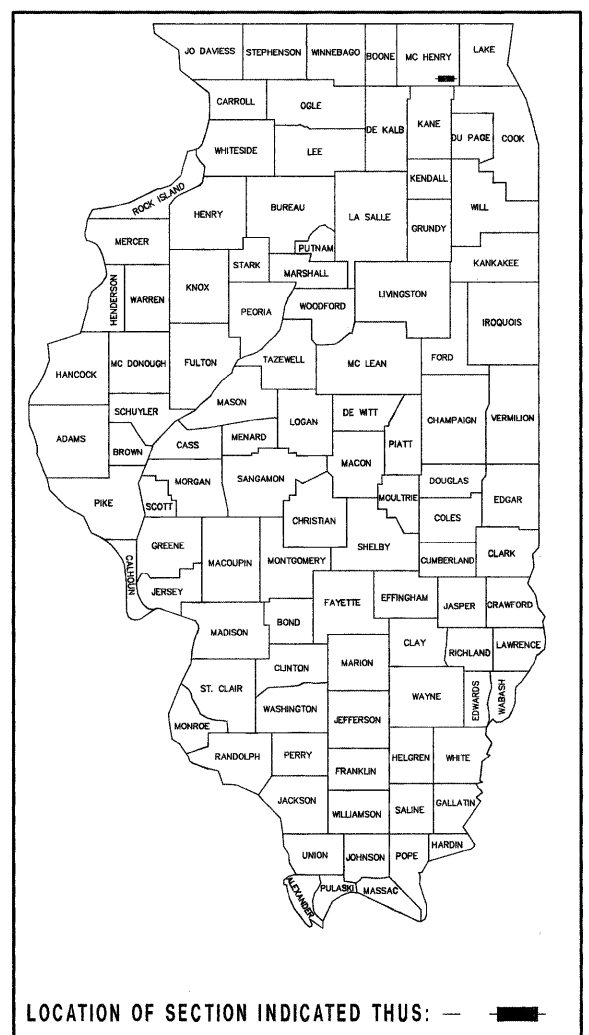 JO DAVIESS STEPHENSON WINNEBAGO BOONE MC HENRY LAKE
CARROLL OGLE DE KALB KANE DU PAGE COOK
WHITESIDE LEE
KENDALL
ROCK ISLAND HENRY BUREAU LA SALLE GRUNDY WILL
MERCER PUTNAM
STARK MARSHALL KANKAKEE
HENDERSON WARREN KNOX PEORIA WOODFORD LIVINGSTON IROQUOIS
HANCOCK MC DONOUGH FULTON TAZEWELL MC LEAN FORD
MASON
SCHUYLER LOGAN DE WITT CHAMPAIGN VERMILION
ADAMS BROWN CASS MENARD MACON PIATT
PIKE SCOTT MORGAN SANGAMON MOULTRIE DOUGLAS EDGAR
CHRISTIAN COLES
GREENE SHELBY
CALHOUN MACOUPIN MONTGOMERY CUMBERLAND CLARK
JERSEY FAYETTE EFFINGHAM JASPER CRAWFORD
MADISON BOND
CLAY RICHLAND LAWRENCE
CLINTON MARION
ST. CLAIR WAYNE EDWARDS WABASH
WASHINGTON JEFFERSON
MONROE
RANDOLPH PERRY HELGREN WHITE
FRANKLIN
JACKSON WILLIAMSON SALINE GALLATIN
UNION JOHNSON POPE HARDIN
ALEXANDER PULASKI MASSAC
LOCATION OF SECTION INDICATED THUS: —